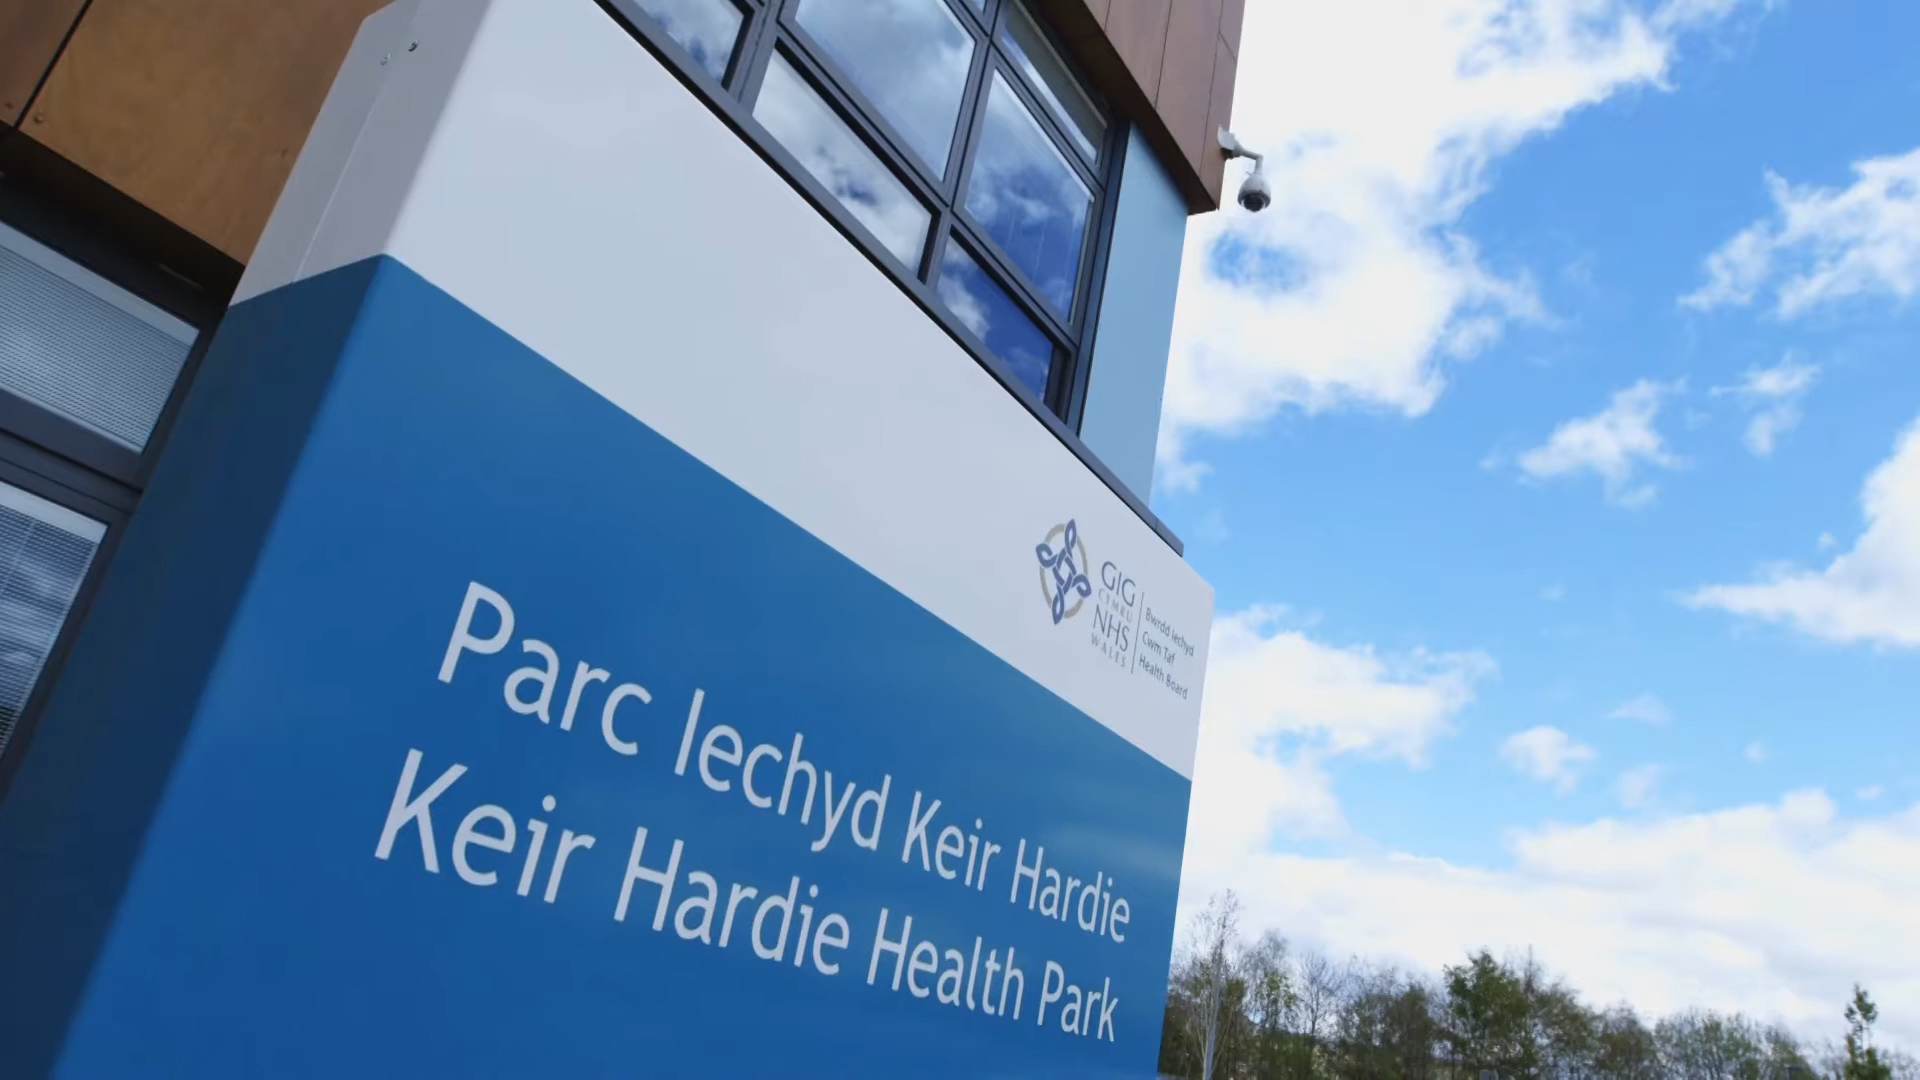 GIG
CYMRU
NHS
WALES
Bwrdd Iechyd
Cwm Taf
Health Board
Parc Iechyd Keir Hardie
Keir Hardie Health Park